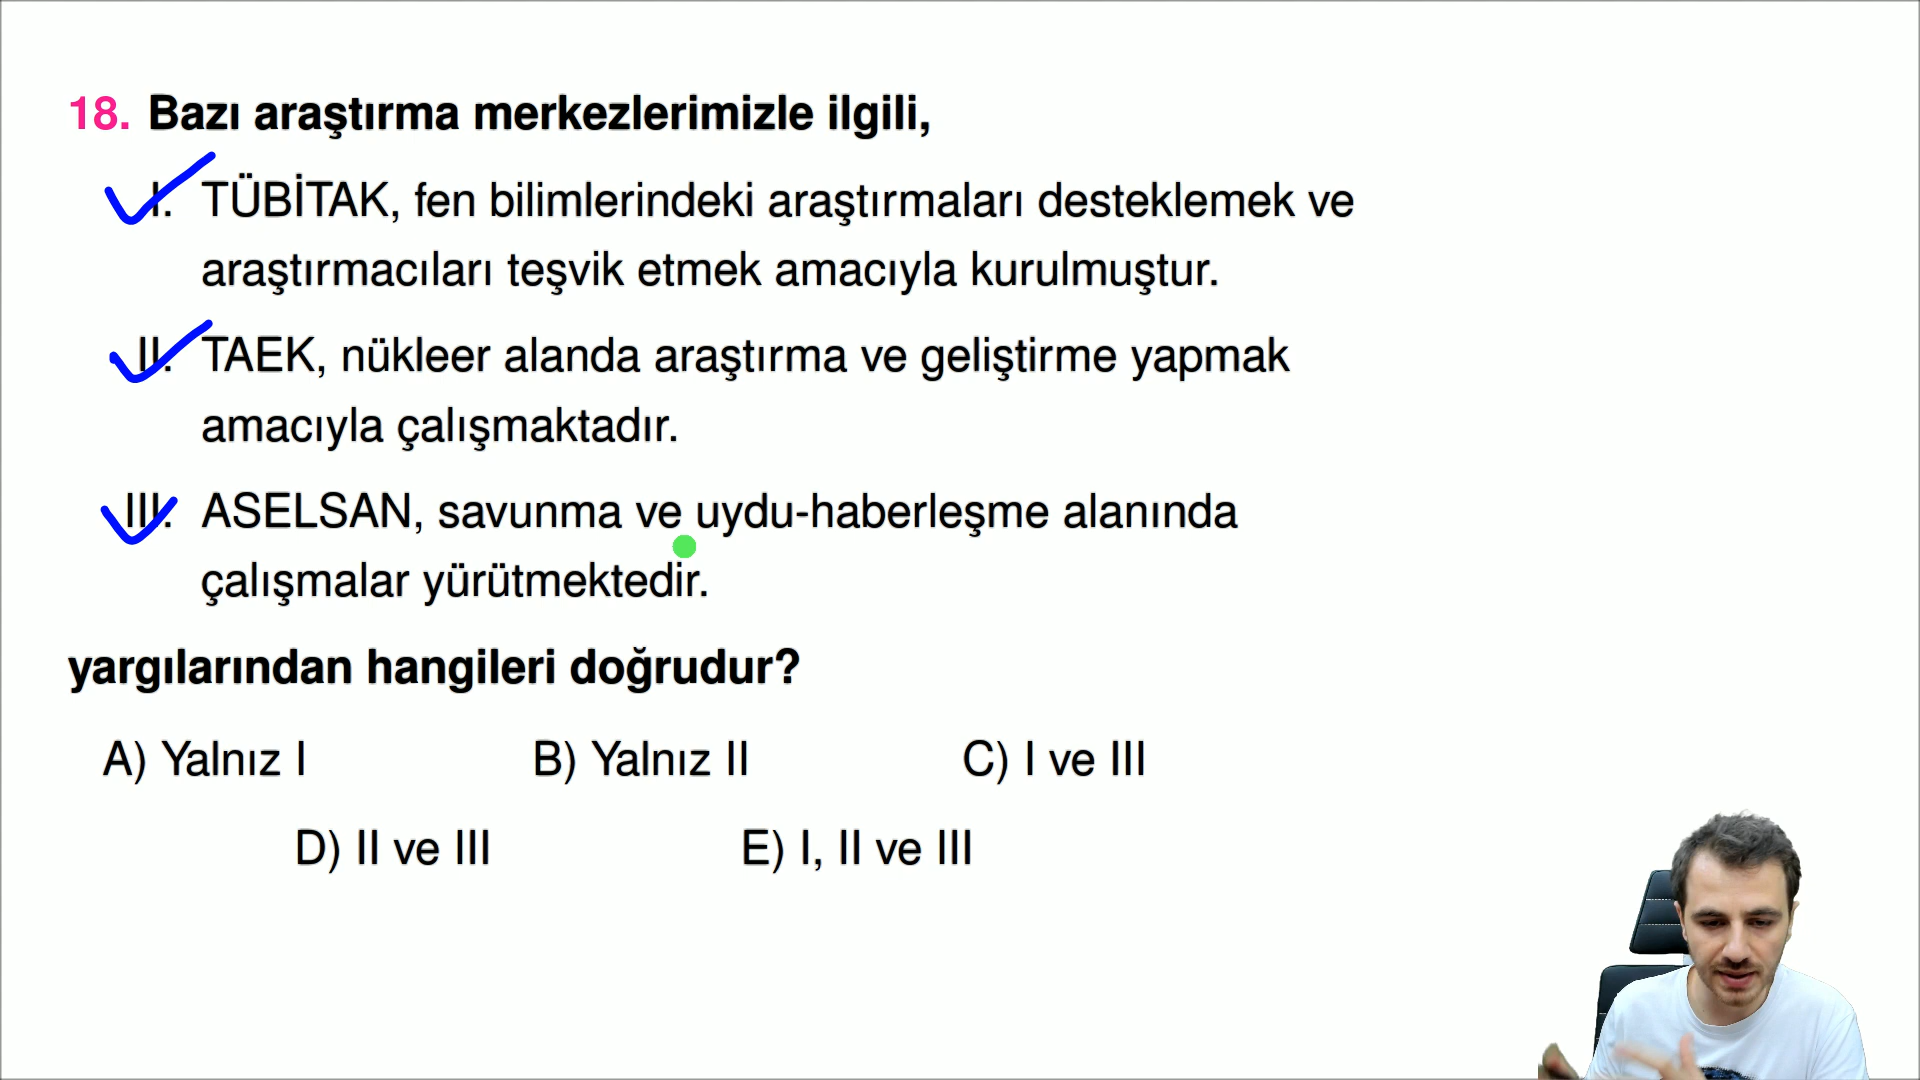 18. Bazı araştırma merkezlerimizle ilgili,
I. TÜBİTAK, fen bilimlerindeki araştırmaları desteklemek ve
araştırmacıları teşvik etmek amacıyla kurulmuştur.
II. TAEK, nükleer alanda araştırma ve geliştirme yapmak
amacıyla çalışmaktadır.
III. ASELSAN, savunma ve uydu-haberleşme alanında
çalışmalar yürütmektedir.
yargılarından hangileri doğrudur?
A) Yalnız I B) Yalnız II C) I ve III
D) II ve III E) I, II ve III